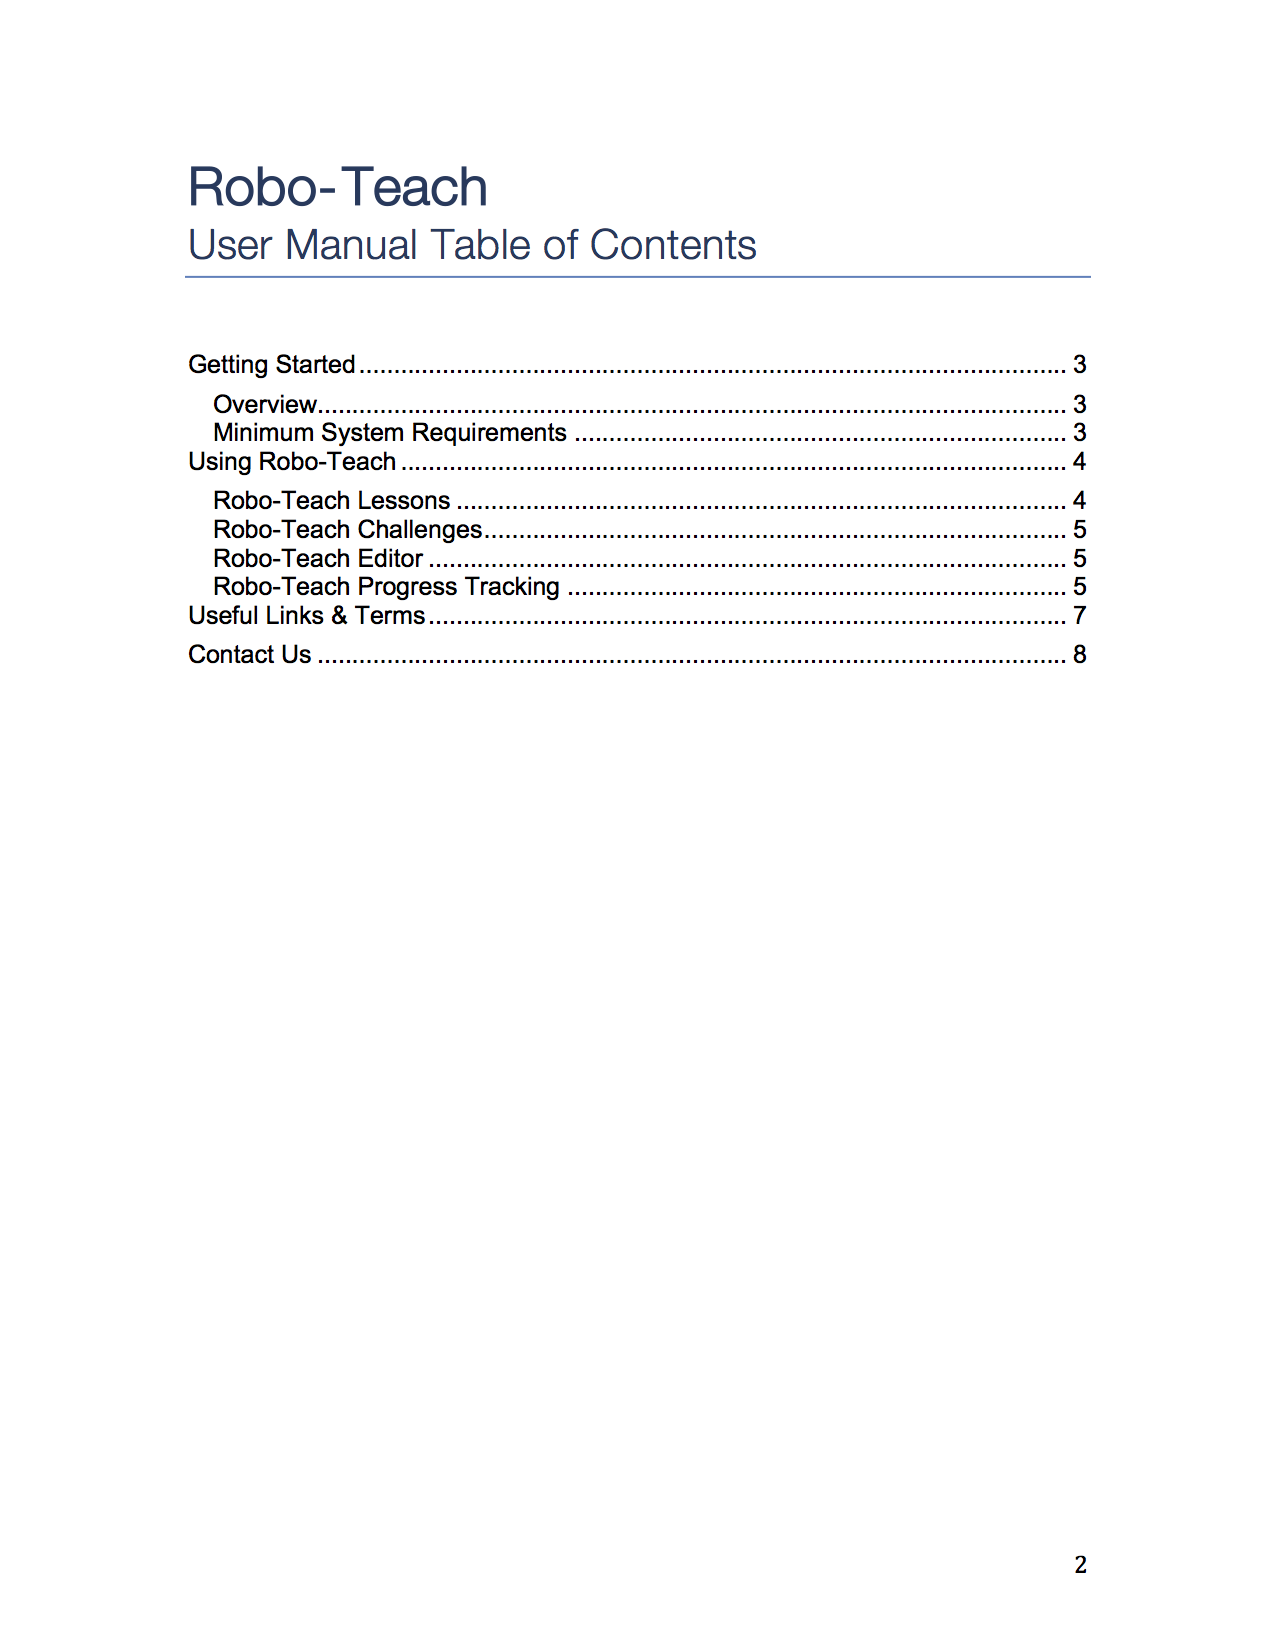 Robo-Teach
User Manual Table of Contents
Getting Started ........................................................................................................ 3
Overview............................................................................................................ 3
Minimum System Requirements ....................................................................... 3
Using Robo-Teach ................................................................................................ 4
Robo-Teach Lessons ........................................................................................ 4
Robo-Teach Challenges.................................................................................... 5
Robo-Teach Editor ............................................................................................ 5
Robo-Teach Progress Tracking ........................................................................ 5
Useful Links & Terms............................................................................................ 7
Contact Us ............................................................................................................ 8
2